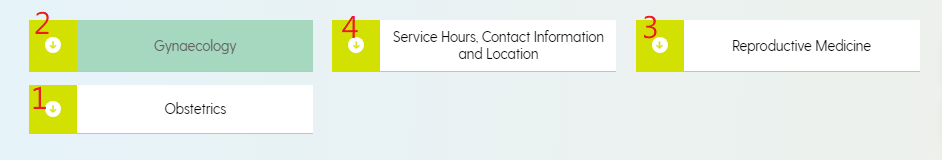 2
Gynaecology
4
Service Hours, Contact Information
and Location
3
Reproductive Medicine
1
Obstetrics